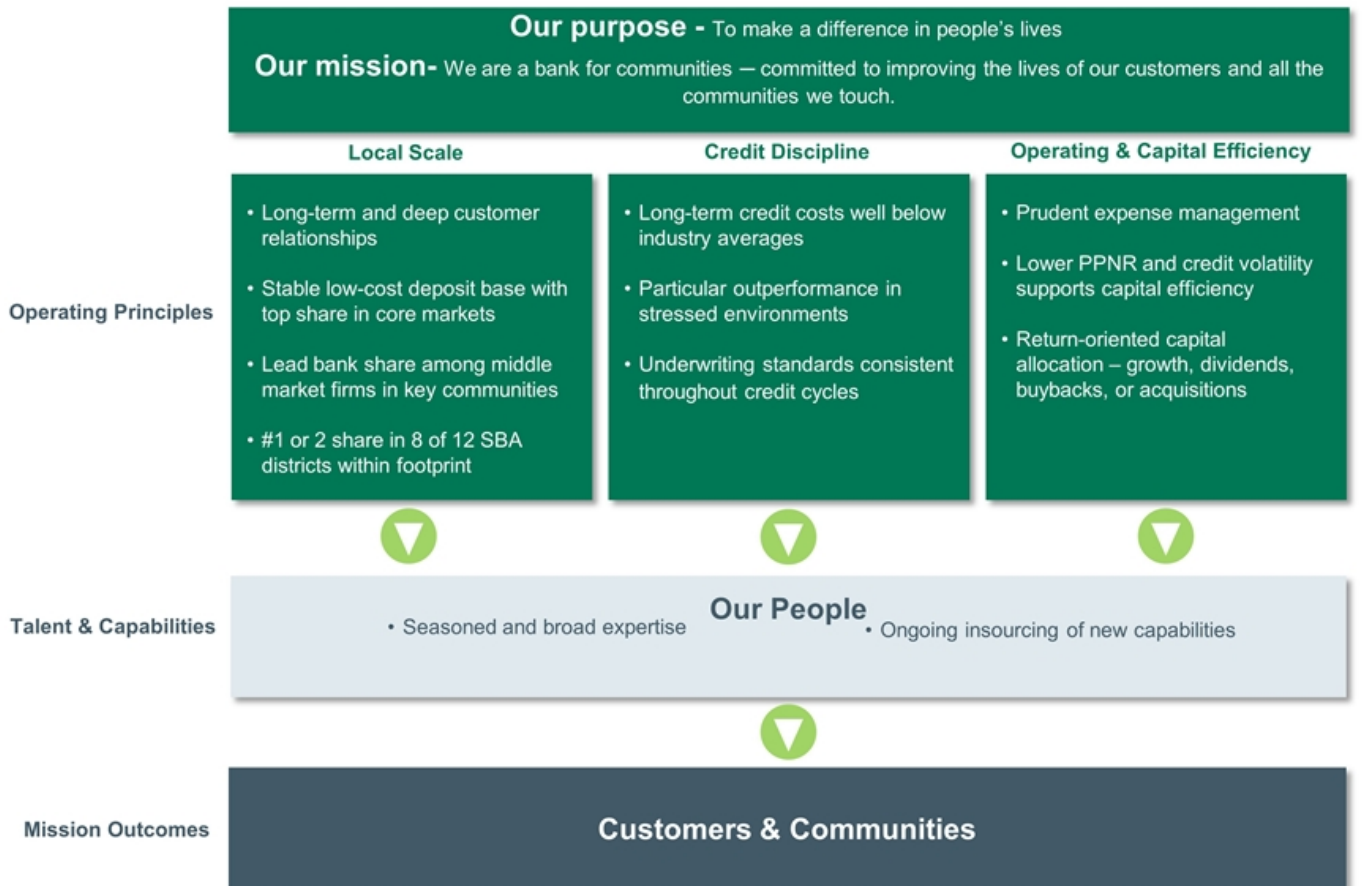 Our purpose - To make a difference in people's lives
Our mission- We are a bank for communities — committed to improving the lives of our customers and all the
communities we touch.
Local Scale
Credit Discipline
Operating & Capital Efficiency
Operating Principles
• Long-term and deep customer
relationships
• Stable low-cost deposit base with
top share in core markets
• Lead bank share among middle
market firms in key communities
• #1 or 2 share in 8 of 12 SBA
districts within footprint
• Long-term credit costs well below
industry averages
• Particular outperformance in
stressed environments
• Underwriting standards consistent
throughout credit cycles
• Prudent expense management
• Lower PPNR and credit volatility
supports capital efficiency
• Return-oriented capital
allocation – growth, dividends,
buybacks, or acquisitions
Talent & Capabilities
Our People
• Seasoned and broad expertise
• Ongoing insourcing of new capabilities
Mission Outcomes
Customers & Communities